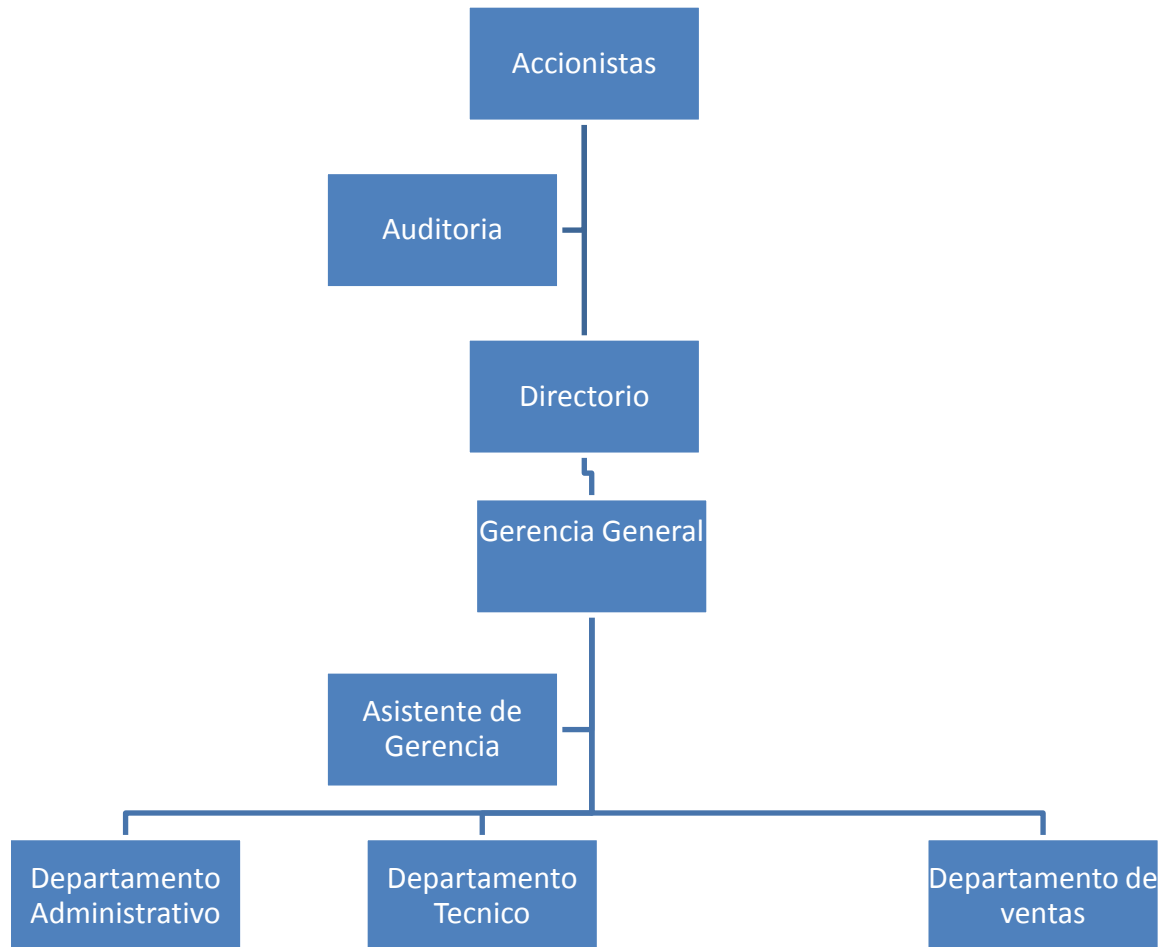 Accionistas
Auditoria
Directorio
Gerencia General
Asistente de
Gerencia
Departamento
Administrativo
Departamento
Tecnico
Departamento de
ventas